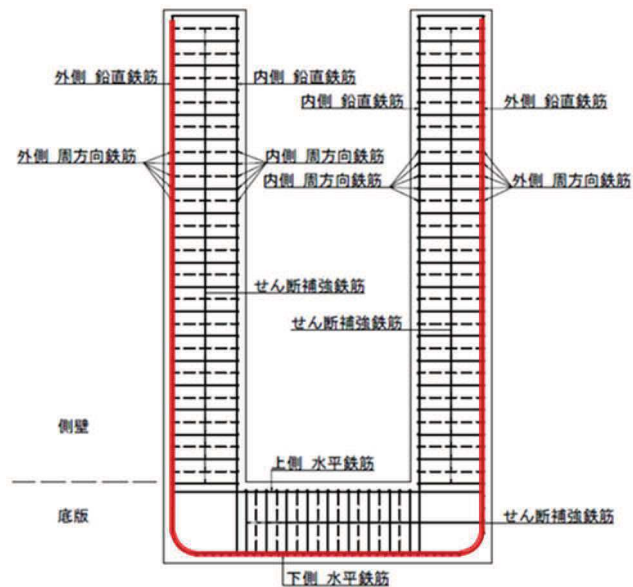 外側 鉛直鉄筋
内側 鉛直鉄筋
内側 鉛直鉄筋
外側 鉛直鉄筋
外側 周方向鉄筋
内側 周方向鉄筋
内側 周方向鉄筋
外側 周方向鉄筋
せん断補強鉄筋
せん断補強鉄筋
側壁
上側 水平鉄筋
底版
せん断補強鉄筋
下側 水平鉄筋